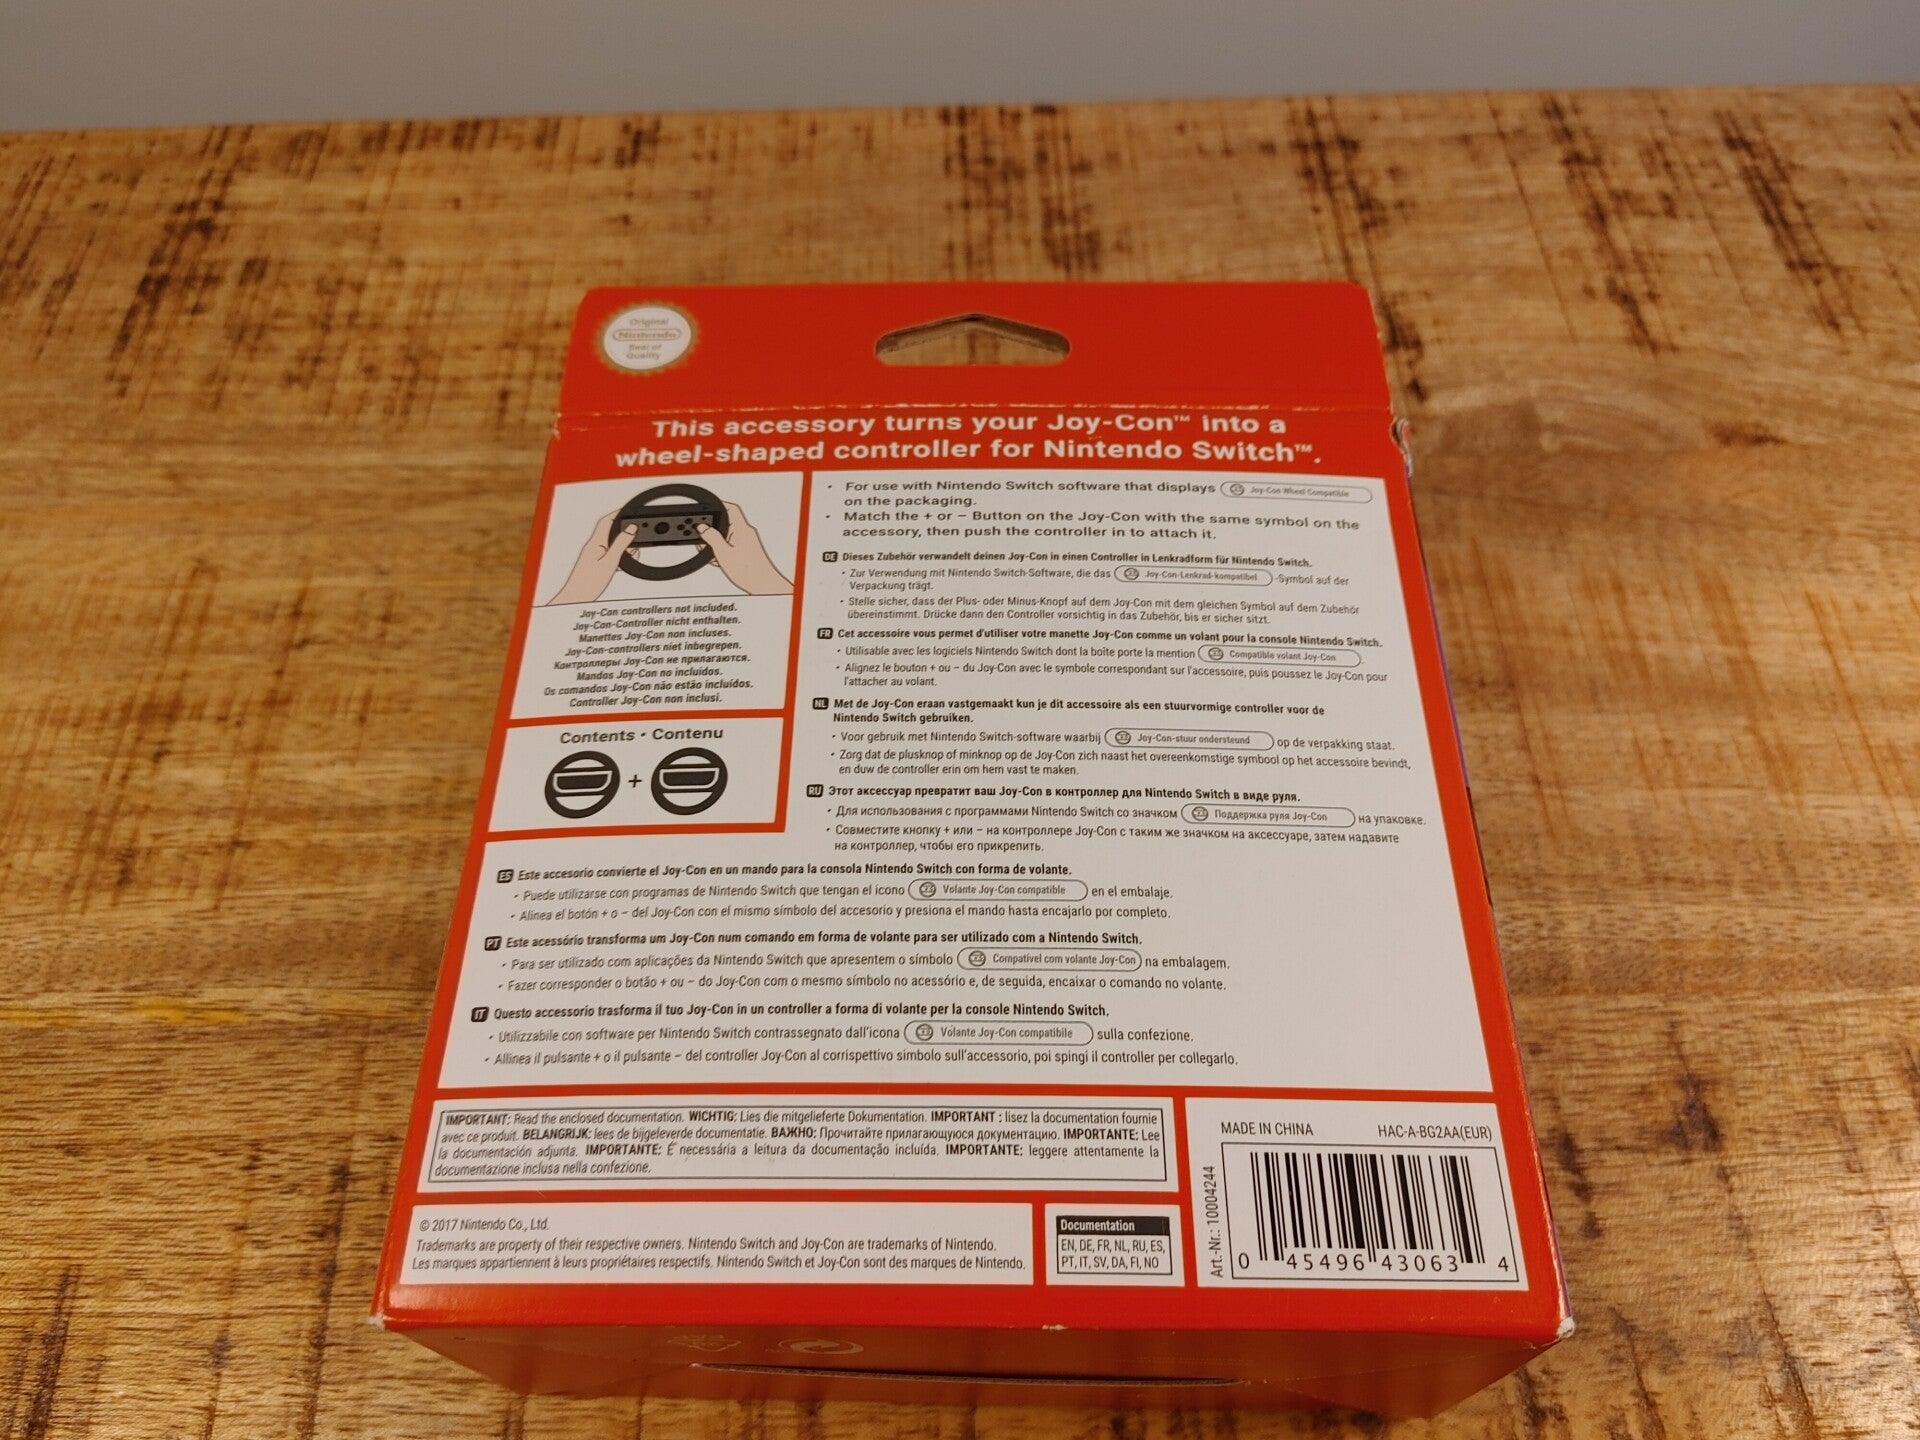 Original
Nintendo
Seal of
Quality
This accessory turns your Joy-Con™ into a
wheel-shaped controller for Nintendo Switch™.
Joy-Con controllers not included.
Joy-Con-Controller nicht enthalten.
Manettes Joy-Con non incluses.
Joy-Con-controllers niet inbegrepen.
Контроллеры Joy-Con не прилагаются.
Mandos Joy-Con no incluidos.
Os comandos Joy-Con não estão incluídos.
Controller Joy-Con non inclusi.
Contents • Contenu
+
• For use with Nintendo Switch software that displays Joy-Con Wheel Compatible
on the packaging.
• Match the + or – Button on the Joy-Con with the same symbol on the
accessory, then push the controller in to attach it.
DE Dieses Zubehör verwandelt deinen Joy-Con in einen Controller in Lenkradform für Nintendo Switch.
• Zur Verwendung mit Nintendo Switch-Software, die das Joy-Con-Lenkrad-kompatibel -Symbol auf der
Verpackung trägt.
• Stelle sicher, dass der Plus- oder Minus-Knopf auf dem Joy-Con mit dem gleichen Symbol auf dem Zubehör
übereinstimmt. Drücke dann den Controller vorsichtig in das Zubehör, bis er sicher sitzt.
FR Cet accessoire vous permet d'utiliser votre manette Joy-Con comme un volant pour la console Nintendo Switch.
• Utilisable avec les logiciels Nintendo Switch dont la boîte porte la mention Compatible volant Joy-Con .
• Alignez le bouton + ou – du Joy-Con avec le symbole correspondant sur l'accessoire, puis poussez le Joy-Con pour
l'attacher au volant.
NL Met de Joy-Con eraan vastgemaakt kun je dit accessoire als een stuurvormige controller voor de
Nintendo Switch gebruiken.
• Voor gebruik met Nintendo Switch-software waarbij Joy-Con-stuur ondersteund op de verpakking staat.
• Zorg dat de plusknop of minknop op de Joy-Con zich naast het overeenkomstige symbool op het accessoire bevindt,
en duw de controller erin om hem vast te maken.
RU Этот аксессуар превратит ваш Joy-Con в контроллер для Nintendo Switch в виде руля.
• Для использования с программами Nintendo Switch со значком Поддержка руля Joy-Con на упаковке.
• Совместите кнопку + или – на контроллере Joy-Con с таким же значком на аксессуаре, затем надавите
на контроллер, чтобы его прикрепить.
ES Este accesorio convierte el Joy-Con en un mando para la consola Nintendo Switch con forma de volante.
• Puede utilizarse con programas de Nintendo Switch que tengan el icono Volante Joy-Con compatible en el embalaje.
• Alinea el botón + o – del Joy-Con con el mismo símbolo del accesorio y presiona el mando hasta encajarlo por completo.
PT Este acessório transforma um Joy-Con num comando em forma de volante para ser utilizado com a Nintendo Switch.
• Para ser utilizado com aplicações da Nintendo Switch que apresentem o símbolo Compatível com volante Joy-Con na embalagem.
• Fazer corresponder o botão + ou – do Joy-Con com o mesmo símbolo no acessório e, de seguida, encaixar o comando no volante.
IT Questo accessorio trasforma il tuo Joy-Con in un controller a forma di volante per la console Nintendo Switch.
• Utilizzabile con software per Nintendo Switch contrassegnato dall'icona Volante Joy-Con compatibile sulla confezione.
• Allinea il pulsante + o il pulsante – del controller Joy-Con al corrispettivo simbolo sull'accessorio, poi spingi il controller per collegarlo.
IMPORTANT: Read the enclosed documentation. WICHTIG: Lies die mitgelieferte Dokumentation. IMPORTANT : lisez la documentation fournie
avec ce produit. BELANGRIJK: lees de bijgeleverde documentatie. ВАЖНО: Прочитайте прилагающуюся документацию. IMPORTANTE: Lee
la documentación adjunta. IMPORTANTE: É necessária a leitura da documentação incluída. IMPORTANTE: leggere attentamente la
documentazione inclusa nella confezione.
© 2017 Nintendo Co., Ltd.
Trademarks are property of their respective owners. Nintendo Switch and Joy-Con are trademarks of Nintendo.
Les marques appartiennent à leurs propriétaires respectifs. Nintendo Switch et Joy-Con sont des marques de Nintendo.
Documentation
EN, DE, FR, NL, RU, ES,
PT, IT, SV, DA, FI, NO
MADE IN CHINA HAC-A-BG2AA(EUR)
Art.-Nr.: 10004244
0 45496 43063 4